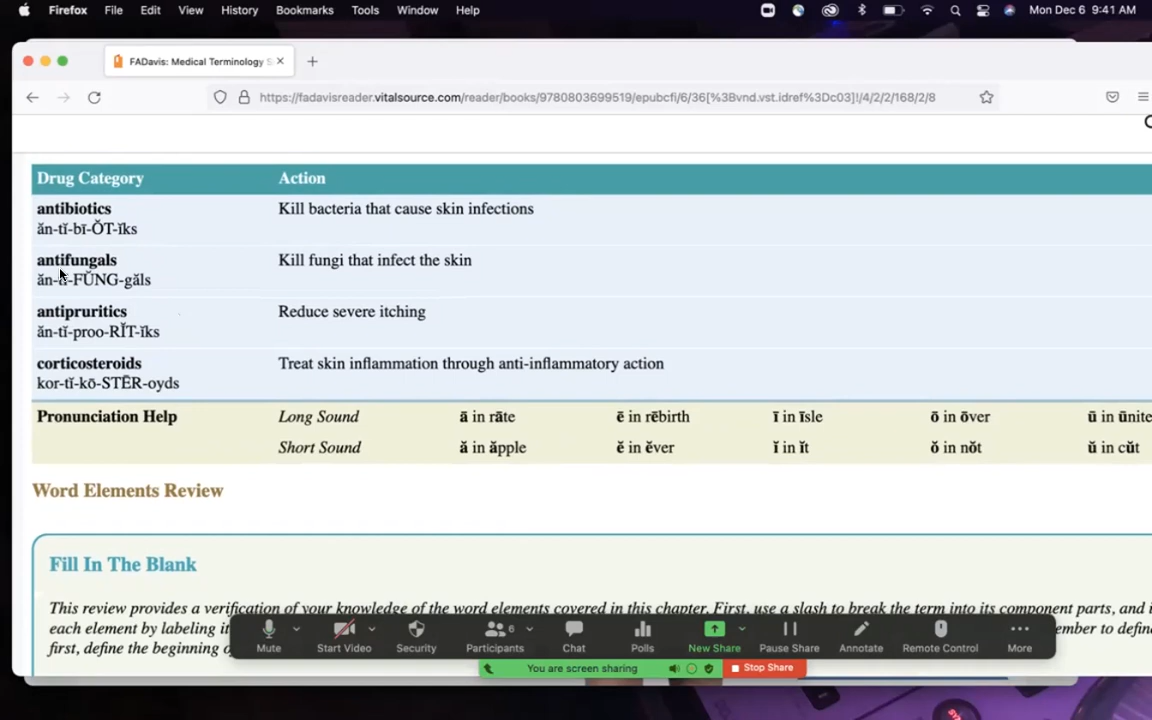 Firefox File Edit View History Bookmarks Tools Window Help Mon Dec 6 9:41 AM
FADavis: Medical Terminology S
https://fadavisreader.vitalsource.com/reader/books/9780803699519/epubcfi/6/36[%3Bvnd.vst.idref%3Dc03]!/4/2/2/168/2/8
Drug Category Action
antibiotics Kill bacteria that cause skin infections
ăn-tĭ-bī-ŎT-ĭks
antifungals Kill fungi that infect the skin
ăn-tĭ-FŬNG-găls
antipruritics Reduce severe itching
ăn-tĭ-proo-RĬT-ĭks
corticosteroids Treat skin inflammation through anti-inflammatory action
kor-tĭ-kō-STĒR-oyds
Pronunciation Help Long Sound ā in rāte ē in rēbirth ī in īsle ō in ōver ū in ūnite
Short Sound ă in ăpple ĕ in ĕver ĭ in ĭt ŏ in nŏt ŭ in cŭt
Word Elements Review
Fill In The Blank
This review provides a verification of your knowledge of the word elements covered in this chapter. First, use a slash to break the term into its component parts, and i
each element by labeling it ember to define
first, define the beginning o
Mute Start Video Security Participants 6 Chat Polls New Share Pause Share Annotate Remote Control More
You are screen sharing Stop Share